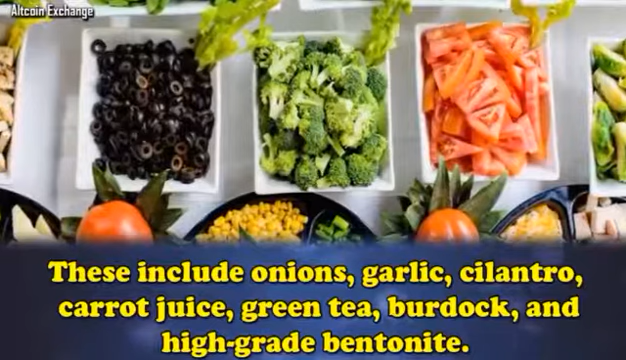 Altcoin Exchange
These include onions, garlic, cilantro,
carrot juice, green tea, burdock, and
high-grade bentonite.